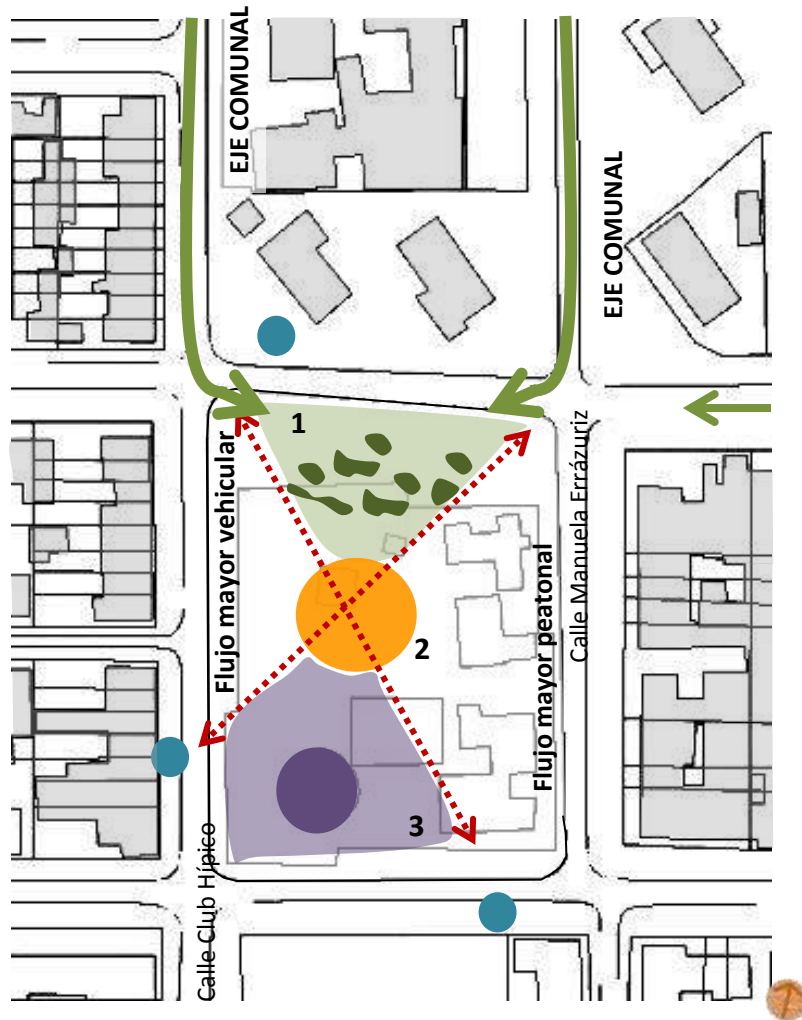 EJE COMUNAL
EJE COMUNAL
1
Flujo mayor vehicular
Calle Manuela Errázuriz
2
Flujo mayor peatonal
3
Calle Club Hípico